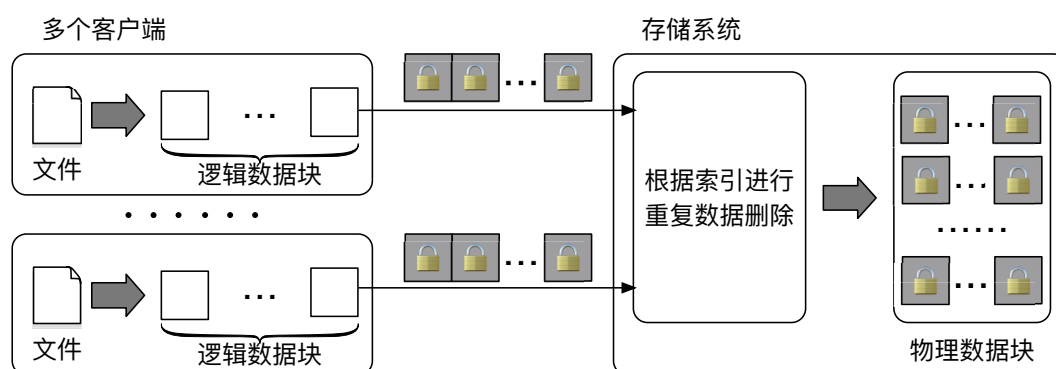 多个客户端
存储系统
文件
逻辑数据块
根据索引进行
重复数据删除
文件
逻辑数据块
物理数据块